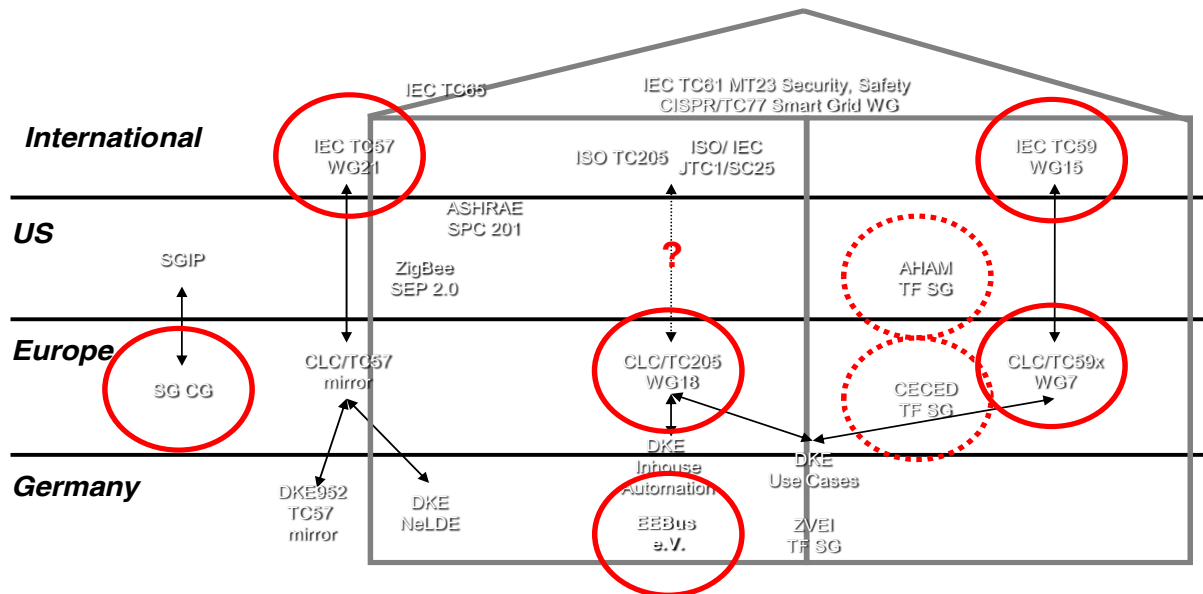 IEC TC65
IEC TC61 MT23 Security, Safety
CISPR/TC77 Smart Grid WG
International
IEC TC57
WG21
ISO TC205
ISO/ IEC
JTC1/SC25
IEC TC59
WG15
US
ASHRAE
SPC 201
SGIP
ZigBee
SEP 2.0
?
AHAM
TF SG
Europe
SG CG
CLC/TC57
mirror
CLC/TC205
WG18
CECED
TF SG
CLC/TC59x
WG7
Germany
DKE952
TC57
mirror
DKE
NeLDE
DKE
Inhouse
Automation
DKE
Use Cases
EEBus
e.V.
ZVEI
TF SG